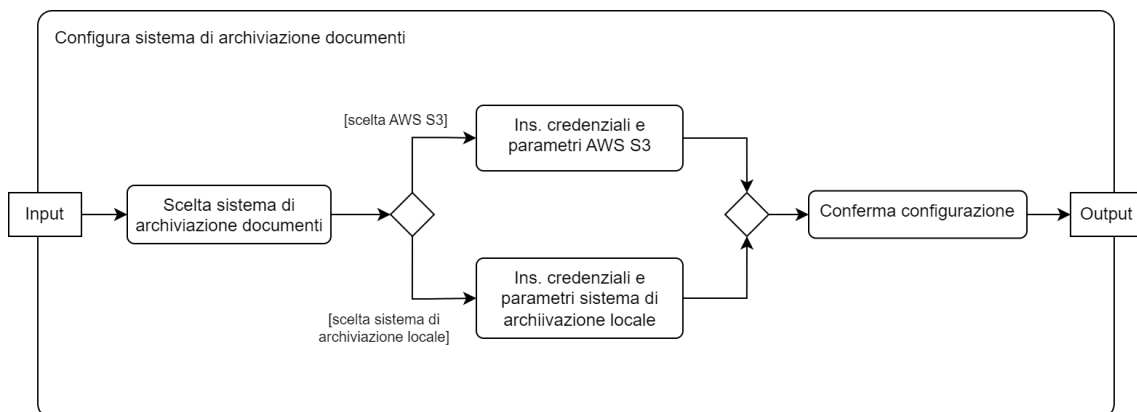 Configura sistema di archiviazione documenti
[scelta AWS S3]
Ins. credenziali e
parametri AWS S3
Input
Scelta sistema di
archiviazione documenti
Conferma configurazione
Output
Ins. credenziali e
parametri sistema di
archiivazione locale
[scelta sistema di
archiviazione locale]